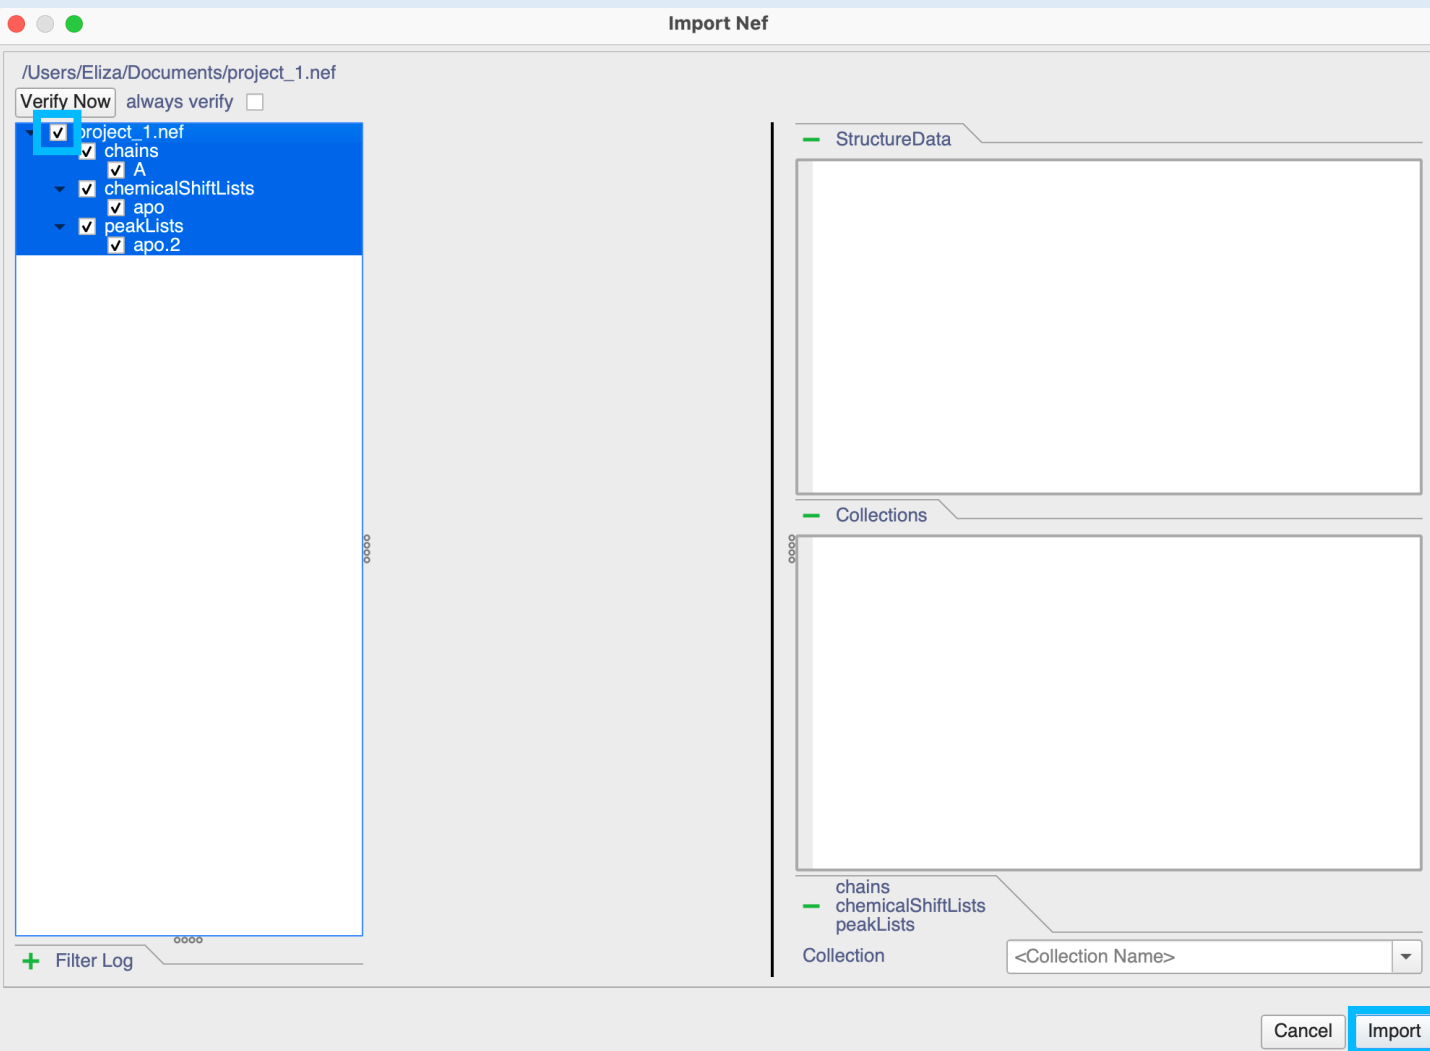 Import Nef
/Users/Eliza/Documents/project_1.nef
Verify Now always verify
project_1.nef
chains
A
chemicalShiftLists
apo
peakLists
apo.2
Filter Log
StructureData
Collections
chains
chemicalShiftLists
peakLists
Collection <Collection Name>
Cancel Import